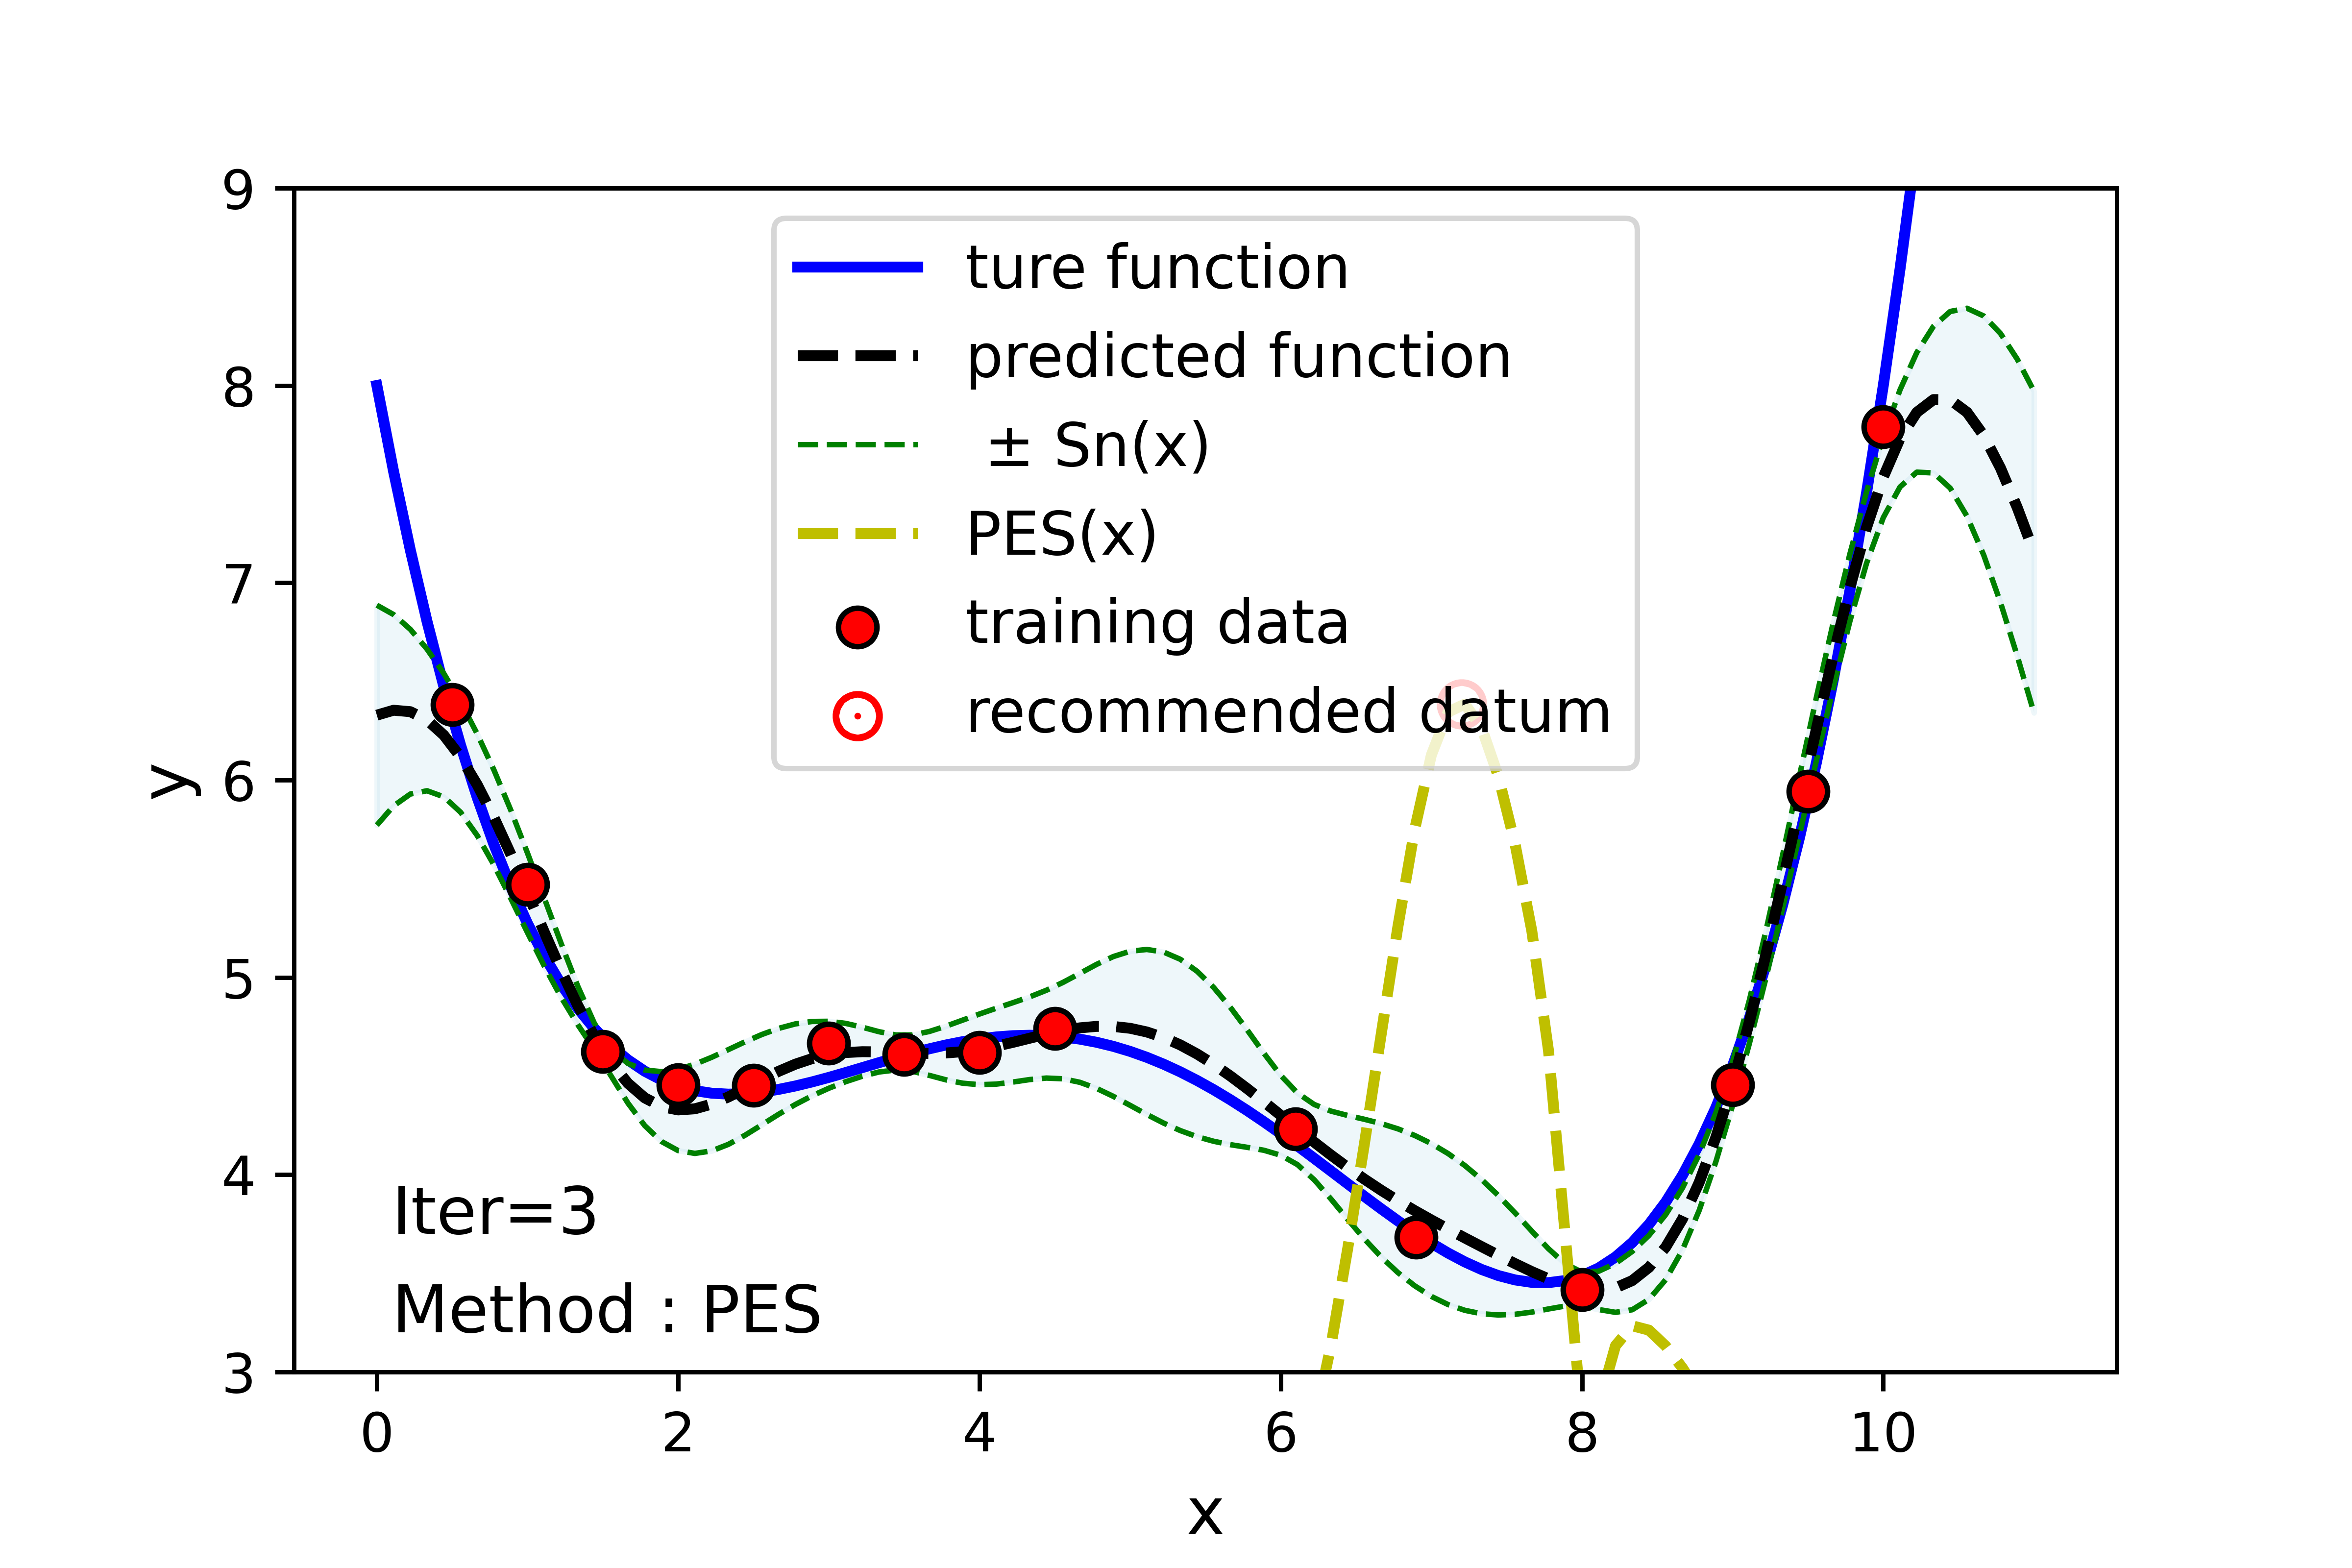 9
8
7
6
5
4
3
y
ture function
predicted function
± Sn(x)
PES(x)
training data
recommended datum
Iter=3
Method : PES
0 2 4 6 8 10
x